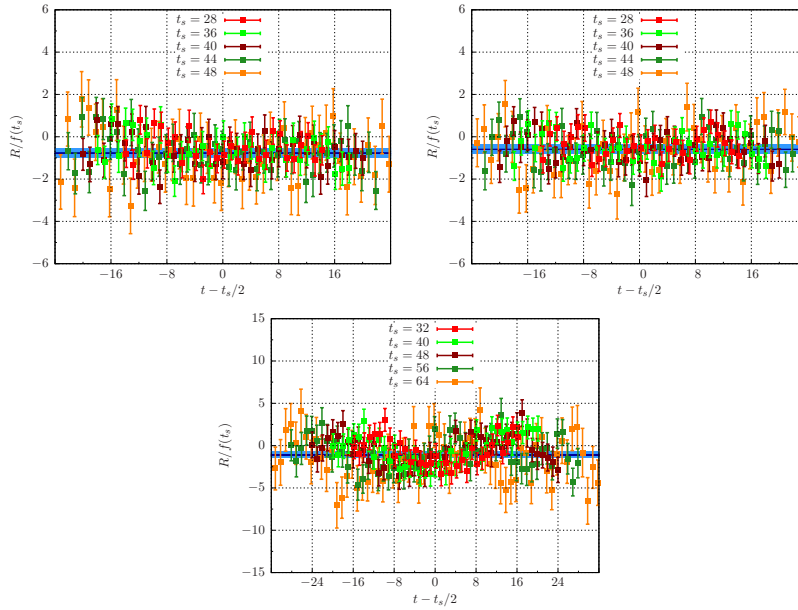 6
4
2
0
−2
−4
−6
R/f(t_s)
t_s = 28
t_s = 36
t_s = 40
t_s = 44
t_s = 48
−16 −8 0 8 16
t − t_s/2
6
4
2
0
−2
−4
−6
R/f(t_s)
t_s = 28
t_s = 36
t_s = 40
t_s = 44
t_s = 48
−16 −8 0 8 16
t − t_s/2
15
10
5
0
−5
−10
−15
R/f(t_s)
t_s = 32
t_s = 40
t_s = 48
t_s = 56
t_s = 64
−24 −16 −8 0 8 16 24
t − t_s/2